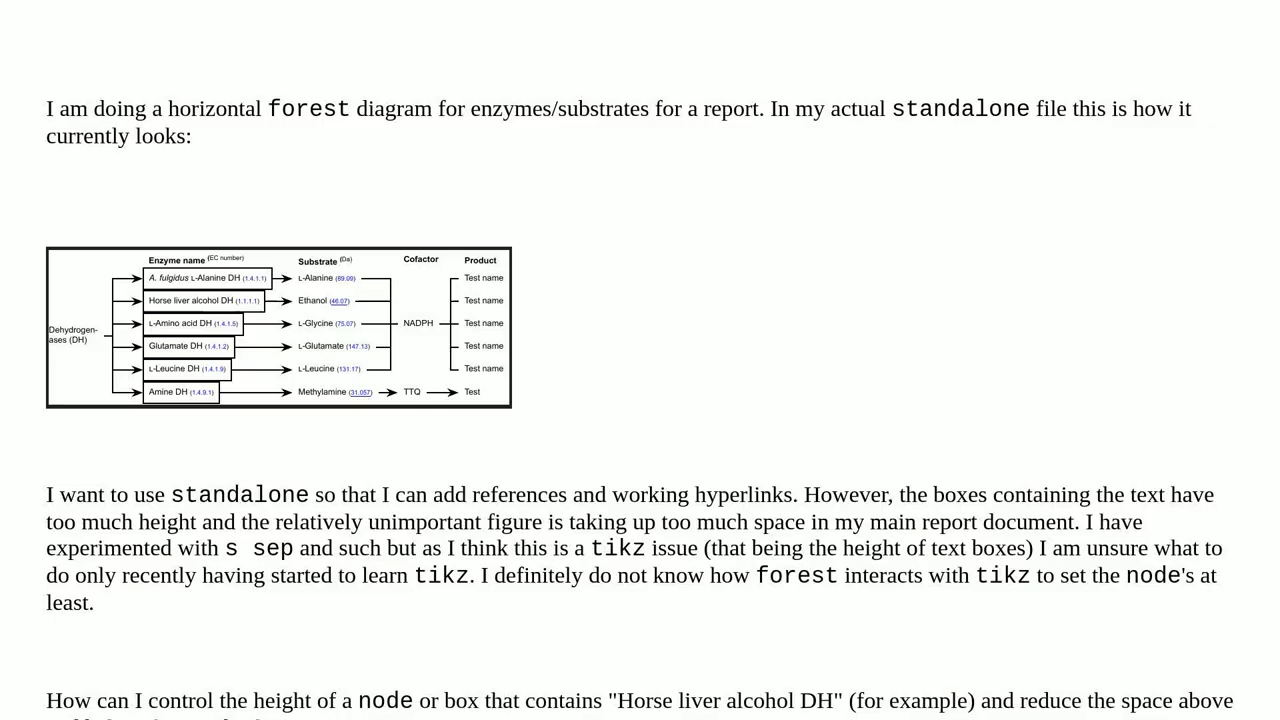 I am doing a horizontal forest diagram for enzymes/substrates for a report. In my actual standalone file this is how it
currently looks:
Enzyme name (EC number) Substrate (Da) Cofactor Product
A. fulgidus L-Alanine DH (1.4.1.1) L-Alanine (89.09) Test name
Horse liver alcohol DH (1.1.1.1) Ethanol (46.07) Test name
L-Amino acid DH (1.4.1.5) L-Glycine (75.07) NADPH Test name
Dehydrogen-
ases (DH)
Glutamate DH (1.4.1.2) L-Glutamate (147.13) Test name
L-Leucine DH (1.4.1.9) L-Leucine (131.17) Test name
Amine DH (1.4.9.1) Methylamine (31.057) TTQ Test
I want to use standalone so that I can add references and working hyperlinks. However, the boxes containing the text have
too much height and the relatively unimportant figure is taking up too much space in my main report document. I have
experimented with s sep and such but as I think this is a tikz issue (that being the height of text boxes) I am unsure what to
do only recently having started to learn tikz. I definitely do not know how forest interacts with tikz to set the node's at
least.
How can I control the height of a node or box that contains "Horse liver alcohol DH" (for example) and reduce the space above